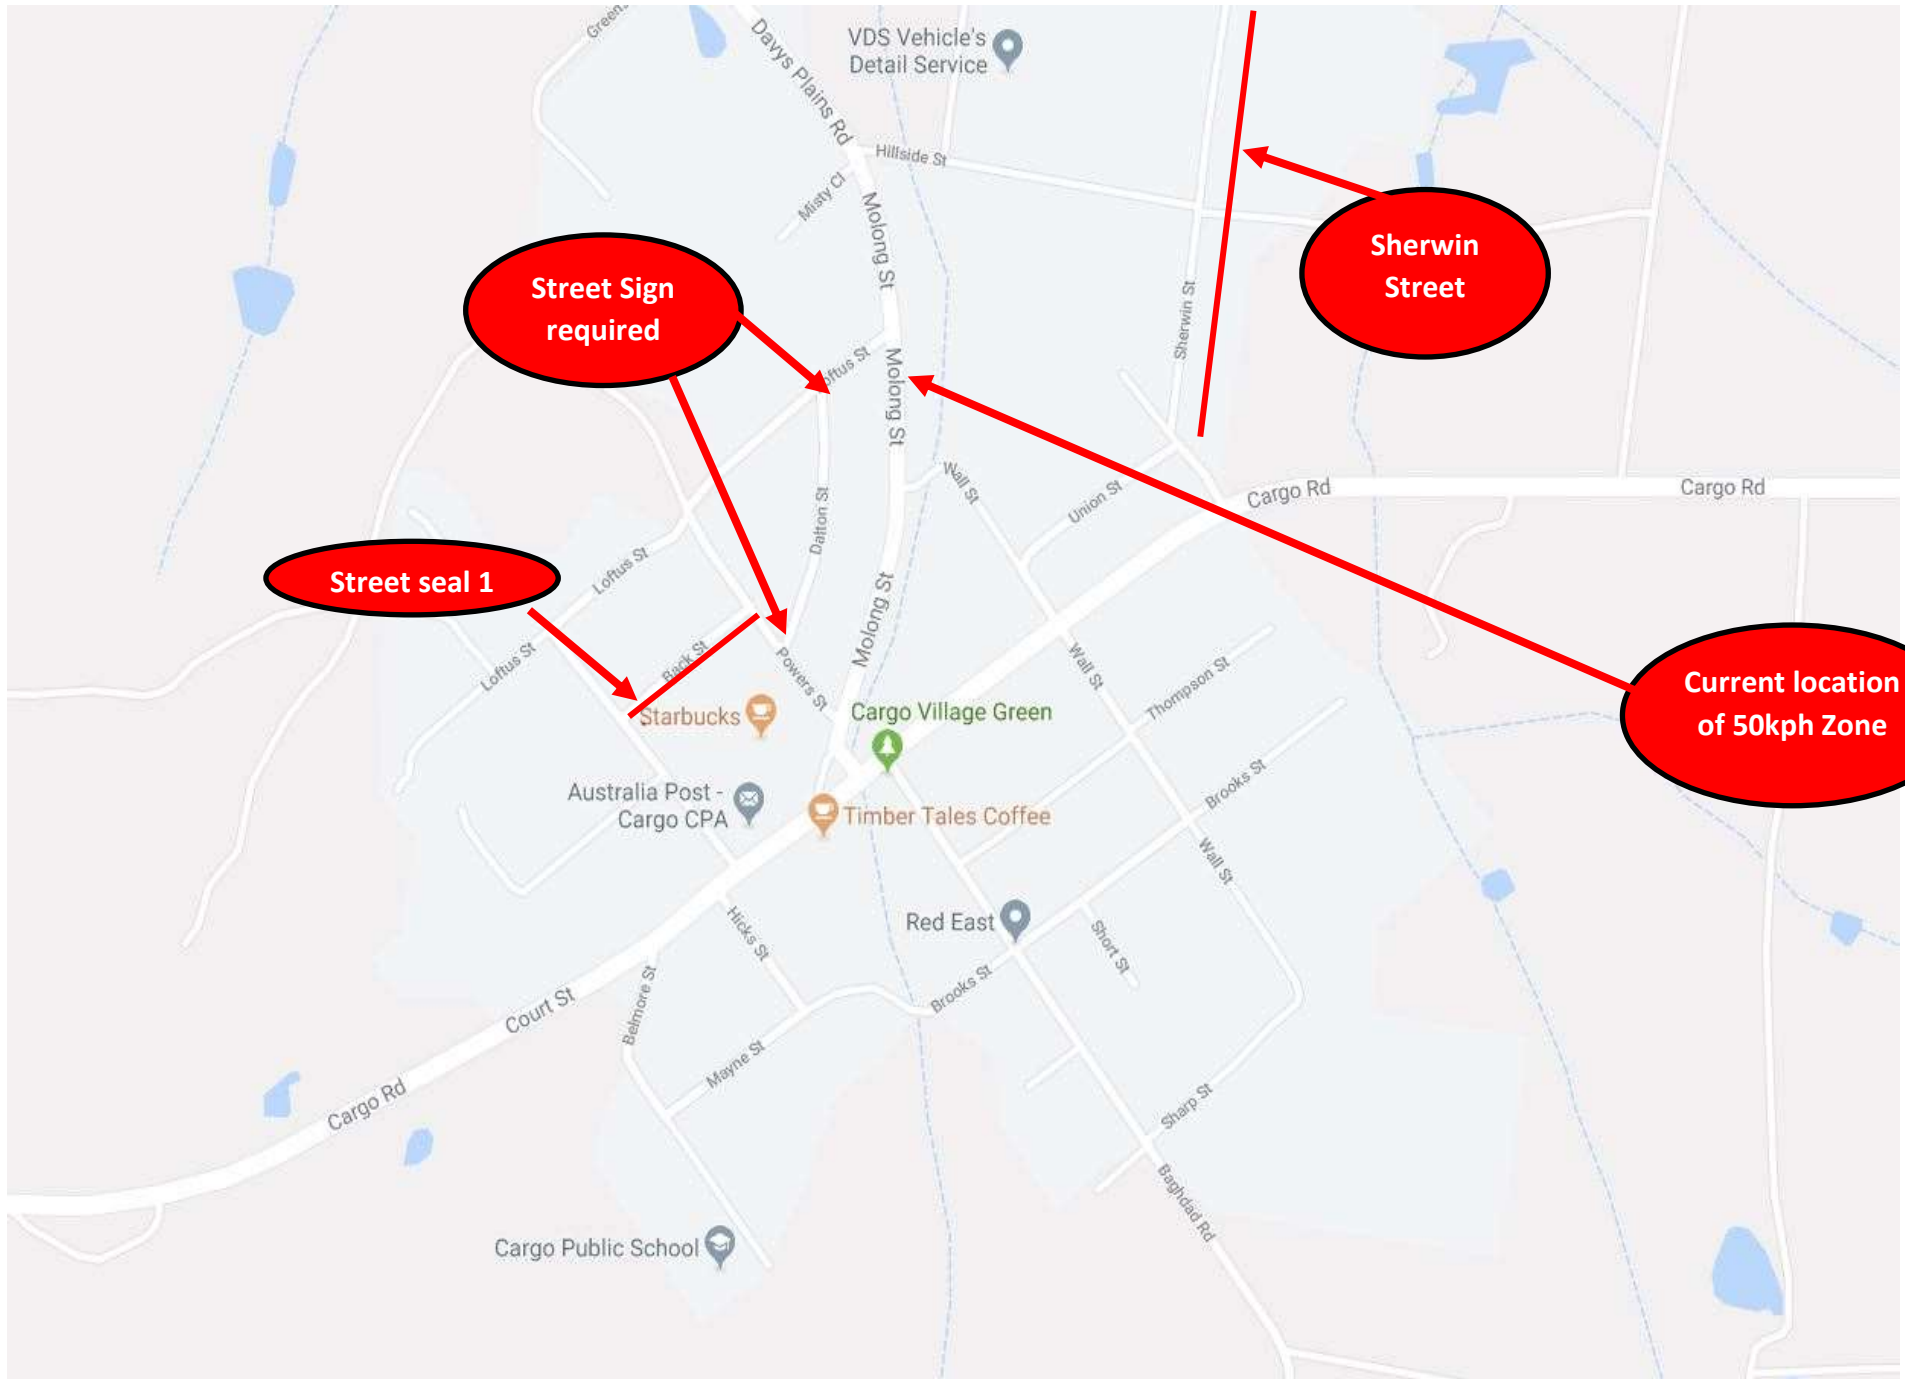 Greens
Davys Plains Rd
VDS Vehicle's
Detail Service
Hillside St
Misty Cl
Molong St
Sherwin
Street
Street Sign
required
Sherwin St
Loftus St
Molong St
Wall St
Union St
Cargo Rd
Cargo Rd
Dalton St
Loftus St
Street seal 1
Molong St
Loftus St
Back St
Powers St
Wall St
Thompson St
Current location
of 50kph Zone
Starbucks
Cargo Village Green
Brooks St
Australia Post -
Cargo CPA
Timber Tales Coffee
Wall St
Hicks St
Red East
Short St
Brooks St
Court St
Belmore St
Mayne St
Cargo Rd
Sharp St
Baghdad Rd
Cargo Public School